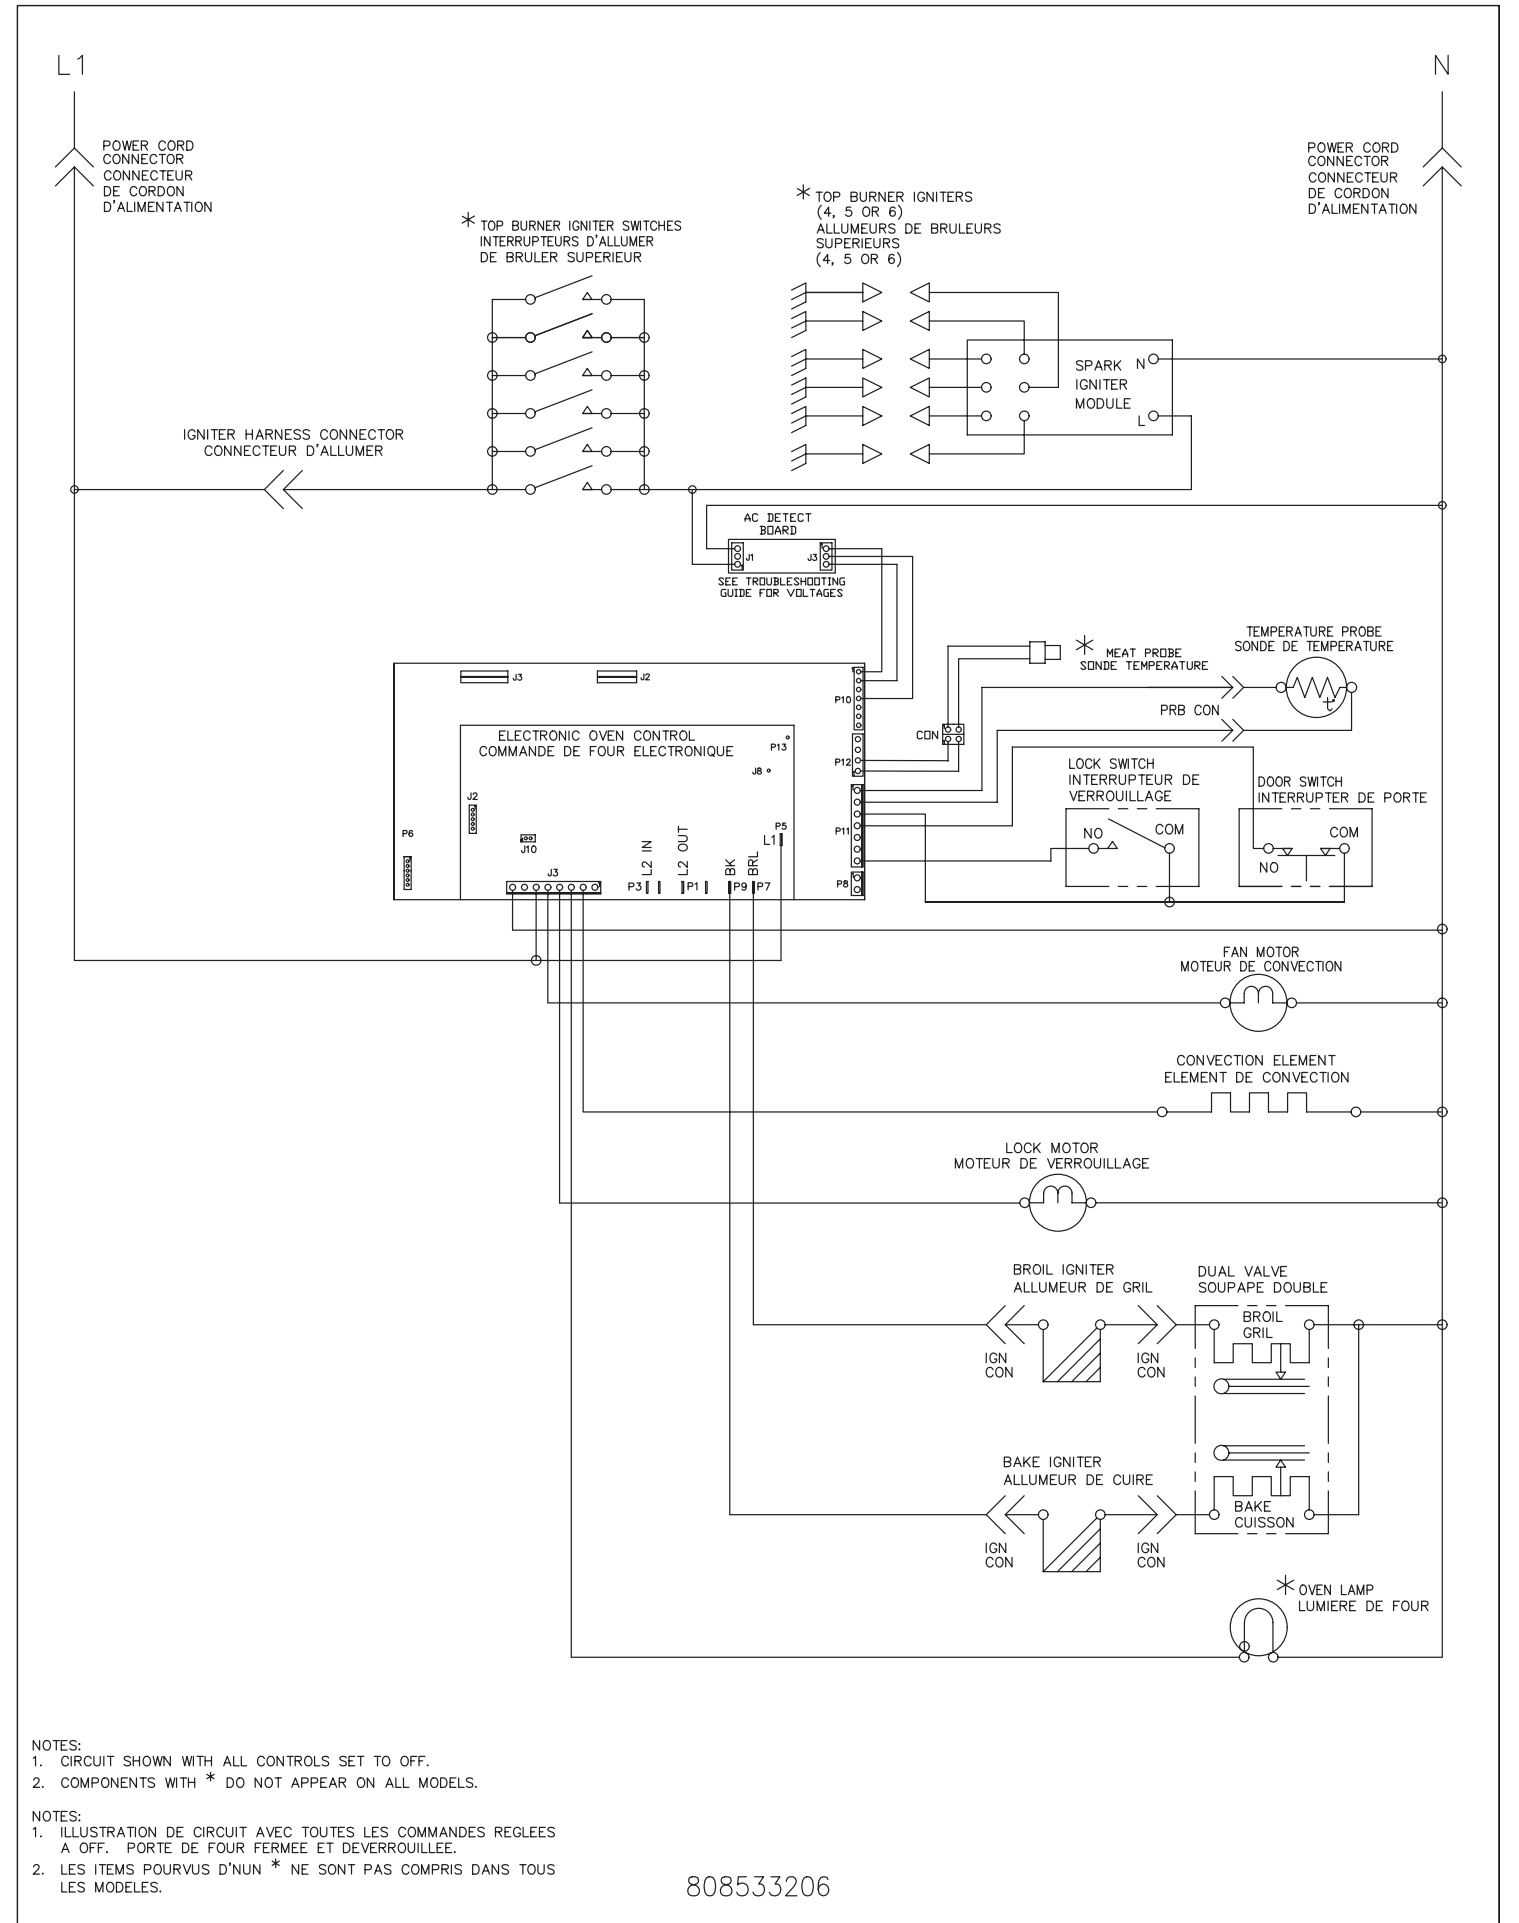 L1
N
POWER CORD
CONNECTOR
CONNECTEUR
DE CORDON
D'ALIMENTATION
POWER CORD
CONNECTOR
CONNECTEUR
DE CORDON
D'ALIMENTATION
* TOP BURNER IGNITER SWITCHES
INTERRUPTEURS D'ALLUMER
DE BRULER SUPERIEUR
* TOP BURNER IGNITERS
(4, 5 OR 6)
ALLUMEURS DE BRULEURS
SUPERIEURS
(4, 5 OR 6)
SPARK
IGNITER
MODULE
N
L
IGNITER HARNESS CONNECTOR
CONNECTEUR D'ALLUMER
AC DETECT
BOARD
J1
J3
SEE TROUBLESHOOTING
GUIDE FOR VOLTAGES
* MEAT PROBE
SONDE TEMPERATURE
TEMPERATURE PROBE
SONDE DE TEMPERATURE
t°
PRB CON
CON
J3
J2
P10
ELECTRONIC OVEN CONTROL
COMMANDE DE FOUR ELECTRONIQUE
P13
J8
P12
LOCK SWITCH
INTERRUPTEUR DE
VERROUILLAGE
NO
COM
DOOR SWITCH
INTERRUPTER DE PORTE
COM
NO
J2
P6
J10
P5
L1
P11
J3
L2 IN
L2 OUT
BK
BRL
P3
P1
P9
P7
P8
FAN MOTOR
MOTEUR DE CONVECTION
CONVECTION ELEMENT
ELEMENT DE CONVECTION
LOCK MOTOR
MOTEUR DE VERROUILLAGE
BROIL IGNITER
ALLUMEUR DE GRIL
IGN
CON
IGN
CON
DUAL VALVE
SOUPAPE DOUBLE
BROIL
GRIL
BAKE IGNITER
ALLUMEUR DE CUIRE
IGN
CON
IGN
CON
BAKE
CUISSON
* OVEN LAMP
LUMIERE DE FOUR
NOTES:
1. CIRCUIT SHOWN WITH ALL CONTROLS SET TO OFF.
2. COMPONENTS WITH * DO NOT APPEAR ON ALL MODELS.
NOTES:
1. ILLUSTRATION DE CIRCUIT AVEC TOUTES LES COMMANDES REGLEES
A OFF. PORTE DE FOUR FERMEE ET DEVERROUILLEE.
2. LES ITEMS POURVUS D'NUN * NE SONT PAS COMPRIS DANS TOUS
LES MODELES.
808533206